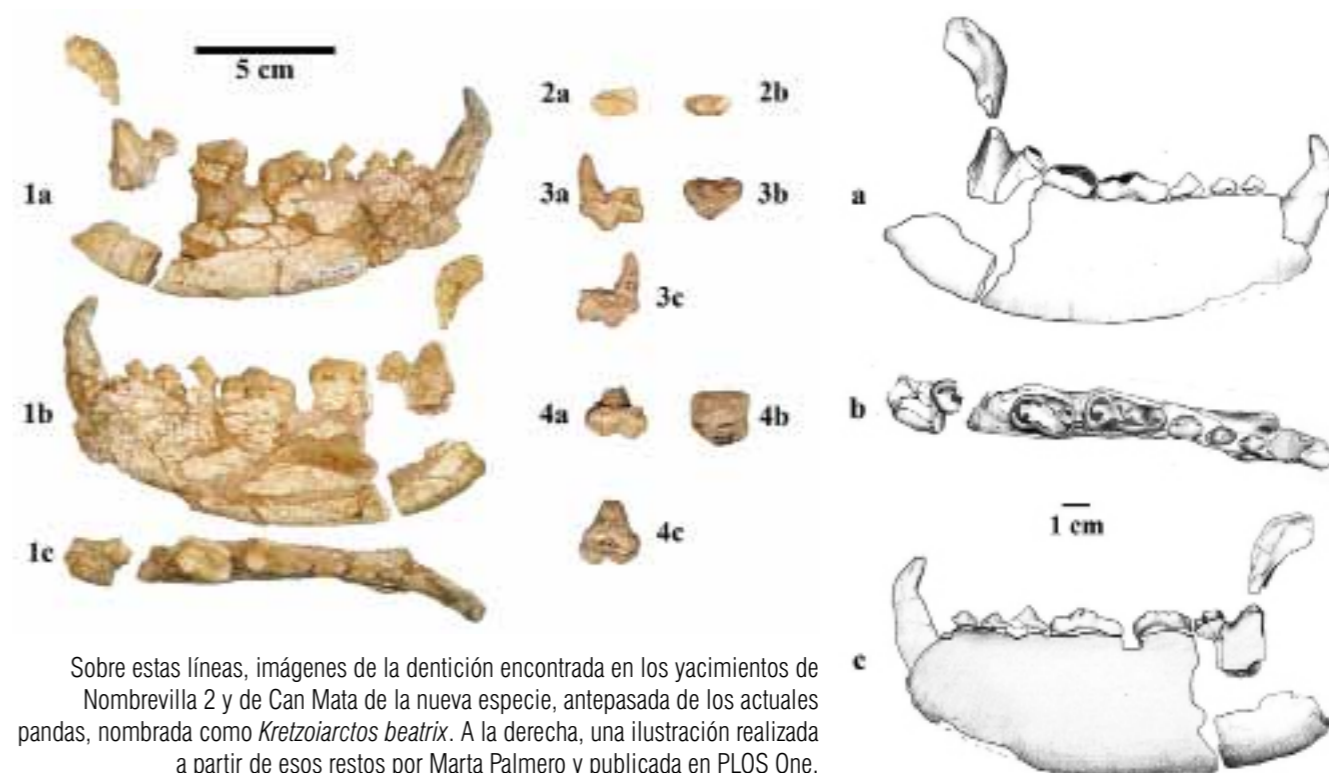 5 cm
2a
2b
1a
3a
3b
a
3c
1b
4a
4b
b
1c
4c
1 cm
c
Sobre estas líneas, imágenes de la dentición encontrada en los yacimientos de
Nombrevilla 2 y de Can Mata de la nueva especie, antepasada de los actuales
pandas, nombrada como Kretzoiarctos beatrix. A la derecha, una ilustración realizada
a partir de esos restos por Marta Palmero y publicada en PLOS One.